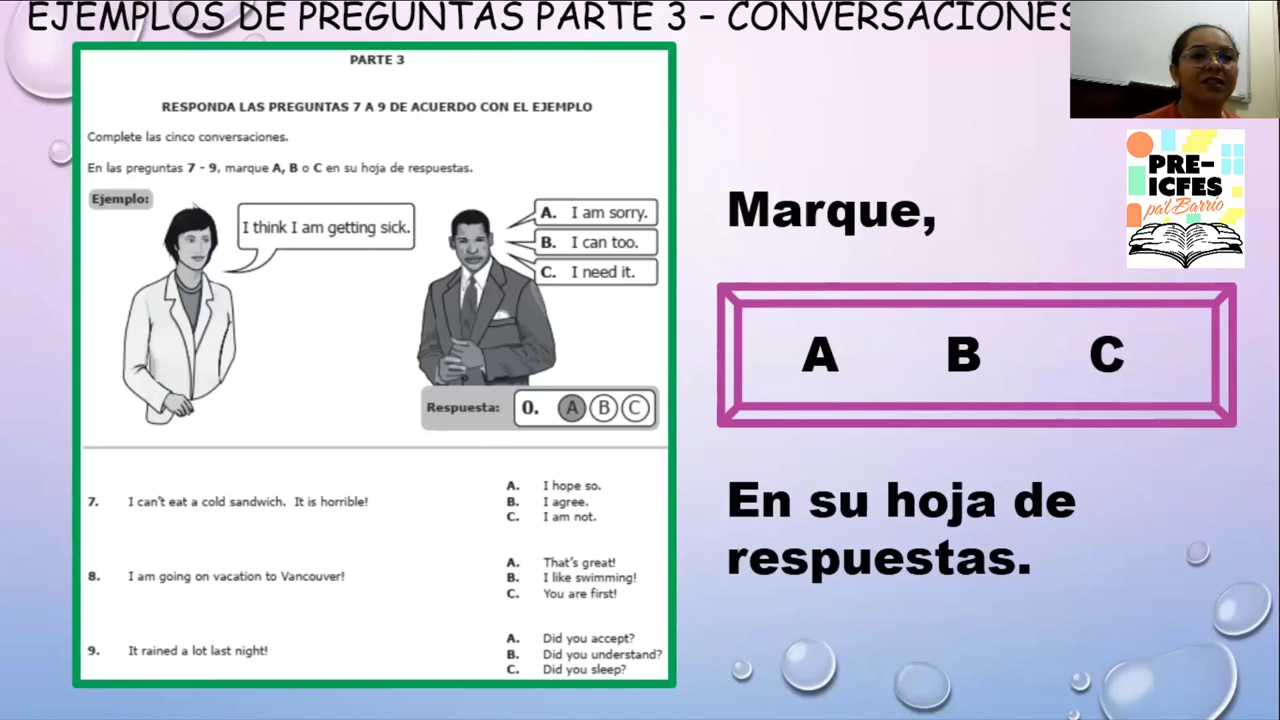 EJEMPLOS DE PREGUNTAS PARTE 3 – CONVERSACIONES
PARTE 3
RESPONDA LAS PREGUNTAS 7 A 9 DE ACUERDO CON EL EJEMPLO
Complete las cinco conversaciones.
En las preguntas 7 - 9, marque A, B o C en su hoja de respuestas.
Ejemplo:
I think I am getting sick.
A. I am sorry.
B. I can too.
C. I need it.
Respuesta: 0. A B C
7. I can't eat a cold sandwich. It is horrible!
A. I hope so.
B. I agree.
C. I am not.
8. I am going on vacation to Vancouver!
A. That's great!
B. I like swimming!
C. You are first!
9. It rained a lot last night!
A. Did you accept?
B. Did you understand?
C. Did you sleep?
PRE-
ICFES
pa'l Barrio
Marque,
A B C
En su hoja de
respuestas.